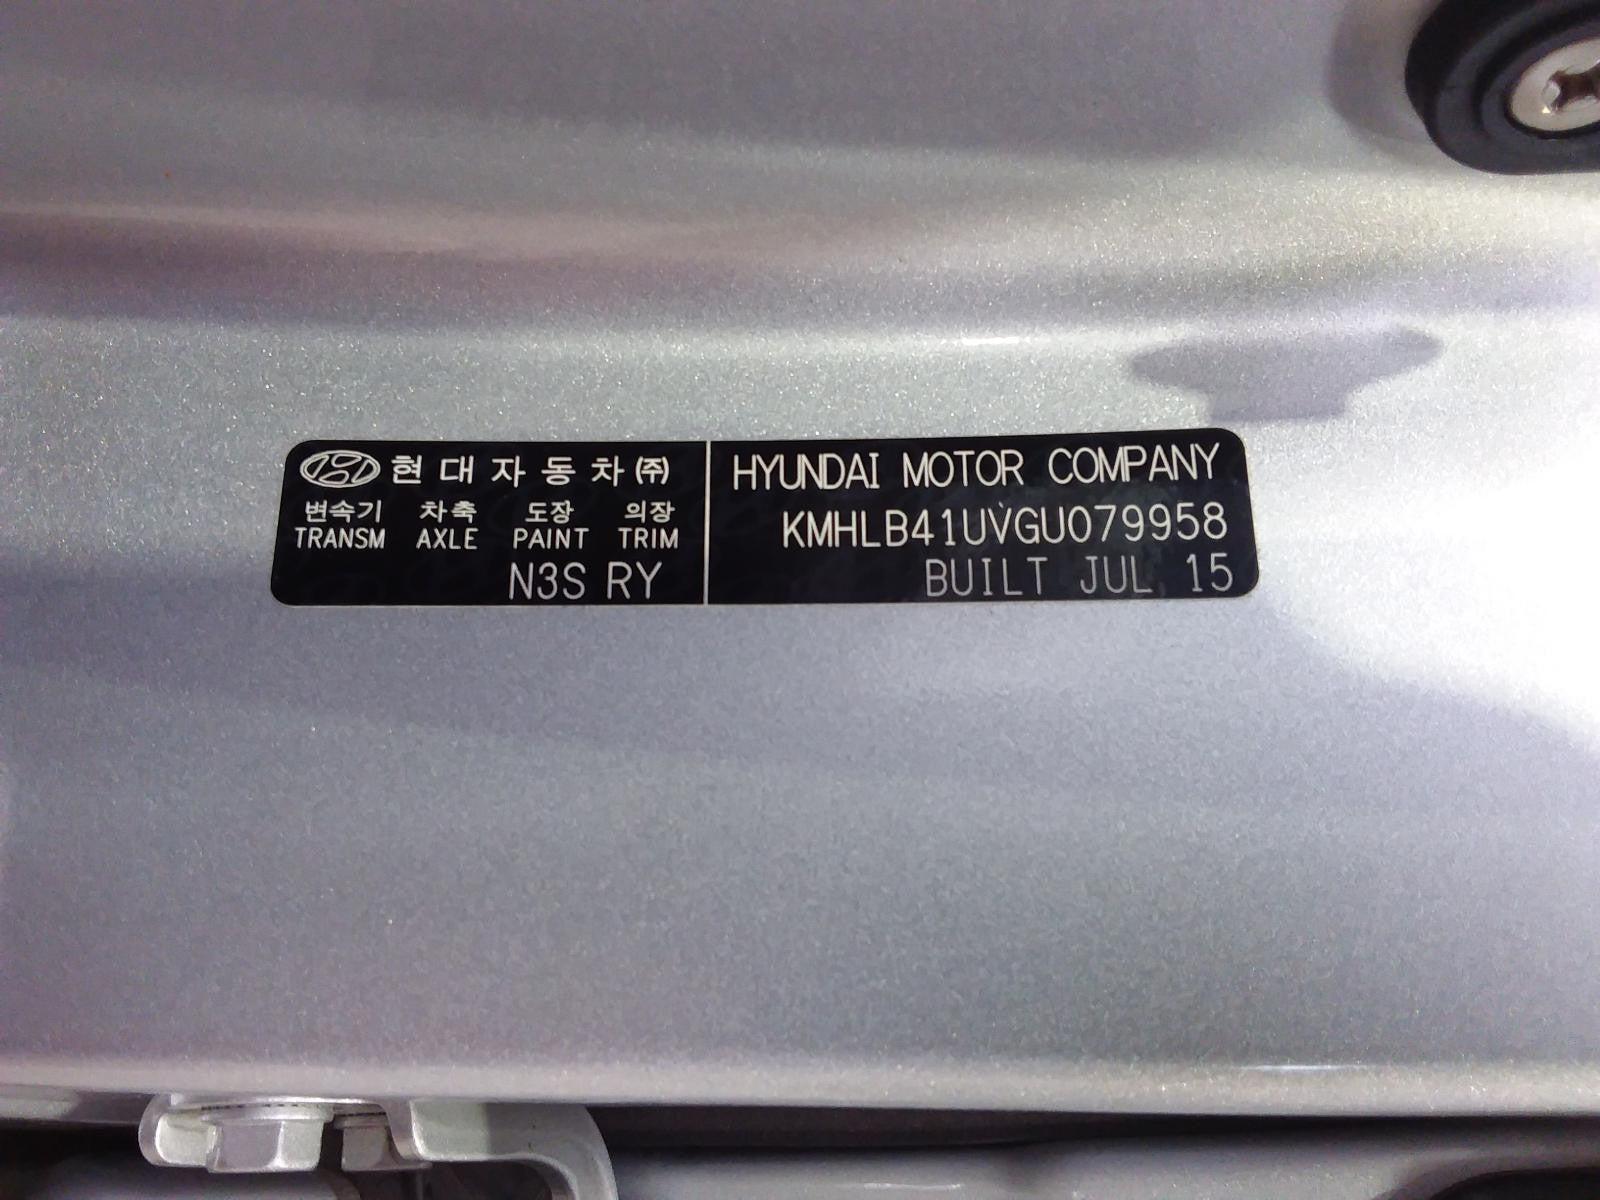 현대자동차㈜
변속기 차축 도장 의장
TRANSM AXLE PAINT TRIM
N3S RY
HYUNDAI MOTOR COMPANY
KMHLB41UVGU079958
BUILT JUL. 15